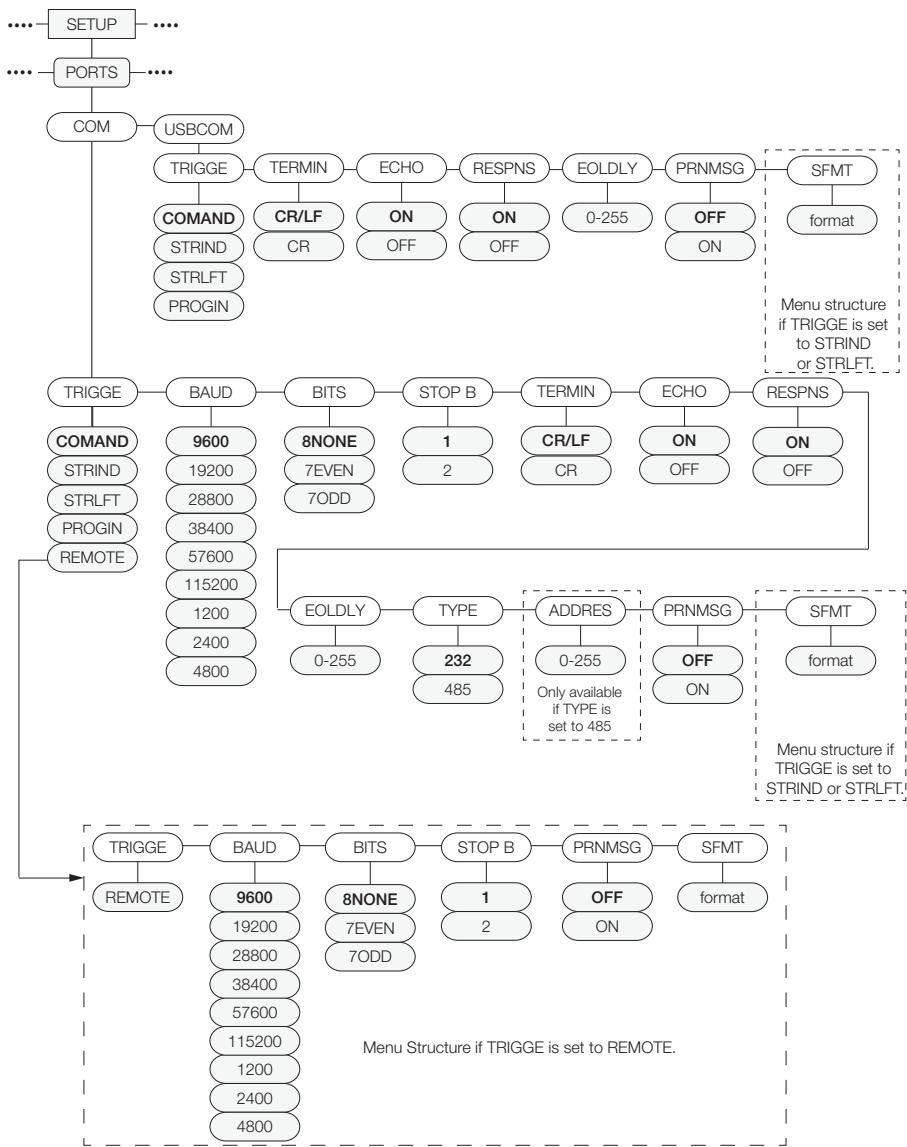 •••• SETUP ••••
•••• PORTS ••••
COM USBCOM
TRIGGE TERMIN ECHO RESPNS EOLDLY PRNMSG SFMT
COMAND CR/LF ON ON 0-255 OFF format
STRIND CR OFF OFF ON
STRLFT
PROGIN
Menu structure
if TRIGGE is set
to STRIND
or STRLFT.
TRIGGE BAUD BITS STOP B TERMIN ECHO RESPNS
COMAND 9600 8NONE 1 CR/LF ON ON
STRIND 19200 7EVEN 2 CR OFF OFF
STRLFT 28800 7ODD
PROGIN 38400
REMOTE 57600
115200
1200
2400
4800
EOLDLY TYPE ADDRES PRNMSG SFMT
0-255 232 0-255 OFF format
485 ON
Only available
if TYPE is
set to 485
Menu structure if
TRIGGE is set to
STRIND or STRLFT.
TRIGGE BAUD BITS STOP B PRNMSG SFMT
REMOTE 9600 8NONE 1 OFF format
19200 7EVEN 2 ON
28800 7ODD
38400
57600
115200
1200
2400
4800
Menu Structure if TRIGGE is set to REMOTE.